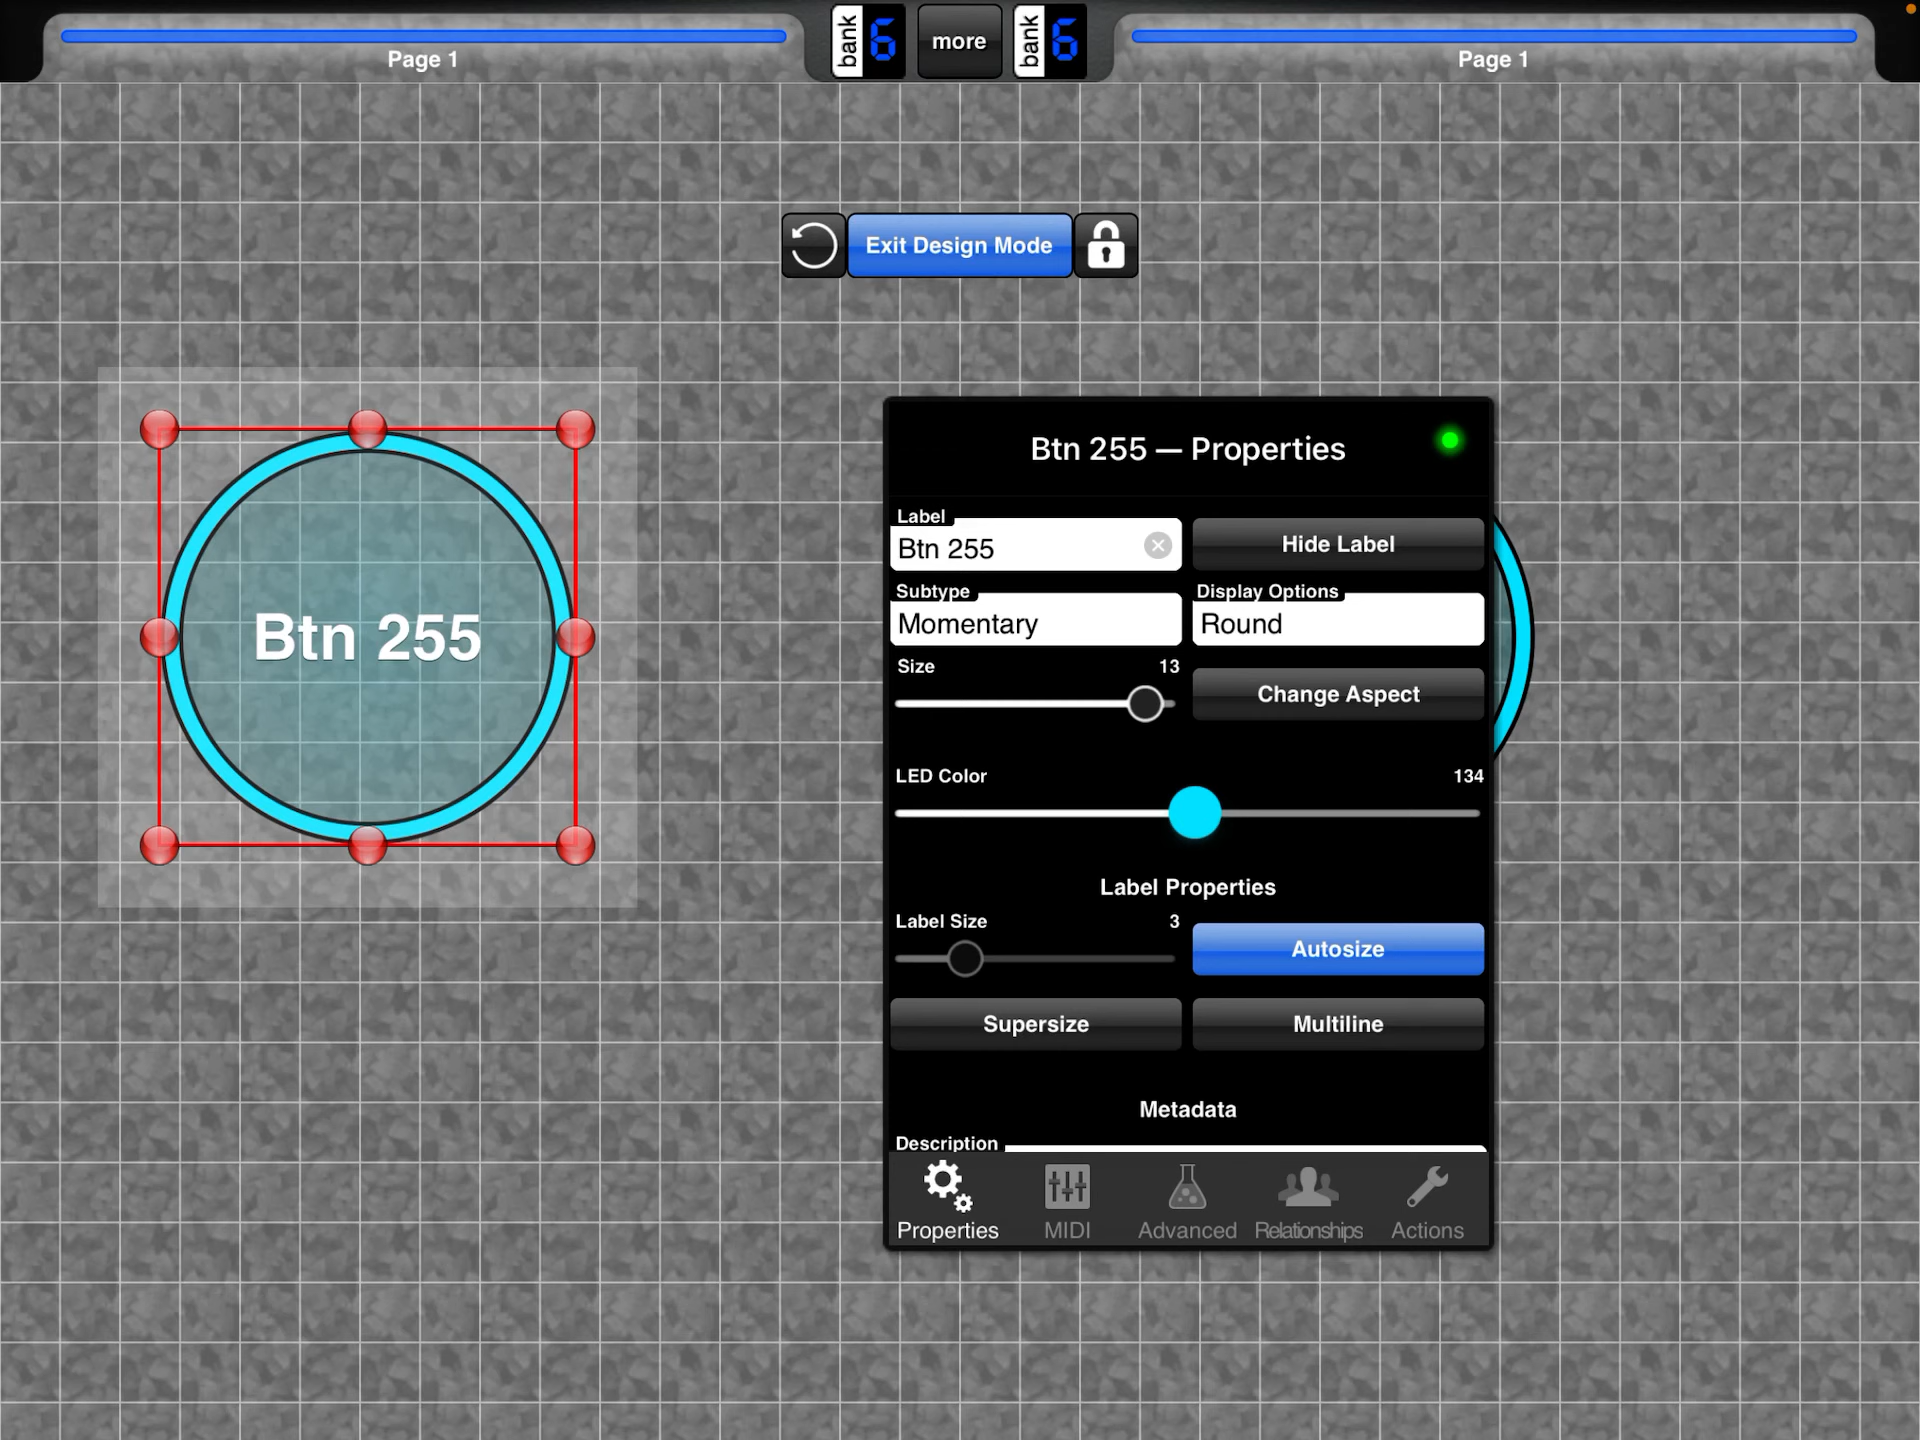 Page 1
bank 6
more
bank 6
Page 1
Exit Design Mode
Btn 255
Btn 255 — Properties
Label
Btn 255
Hide Label
Subtype
Momentary
Display Options
Round
Size 13
Change Aspect
LED Color 134
Label Properties
Label Size 3
Autosize
Supersize
Multiline
Metadata
Description
Properties
MIDI
Advanced
Relationships
Actions